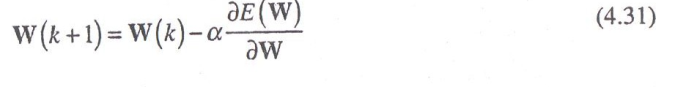 W(k+1) = W(k) − α ∂E(W)/∂W (4.31)